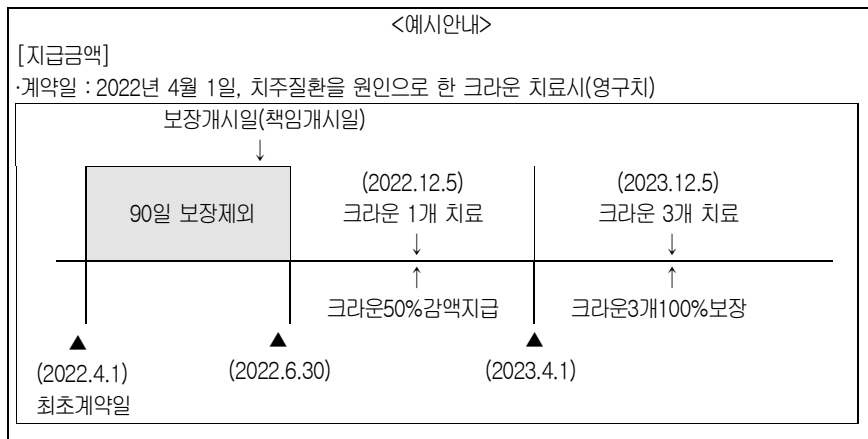 <예시안내>
[지급금액]
·계약일 : 2022년 4월 1일, 치주질환을 원인으로 한 크라운 치료시(영구치)
보장개시일(책임개시일)
↓
(2022.12.5) (2023.12.5)
90일 보장제외 크라운 1개 치료 크라운 3개 치료
↓ ↓
↑ ↑
크라운50%감액지급 크라운3개100%보장
▲ ▲ ▲
(2022.4.1) (2022.6.30) (2023.4.1)
최초계약일